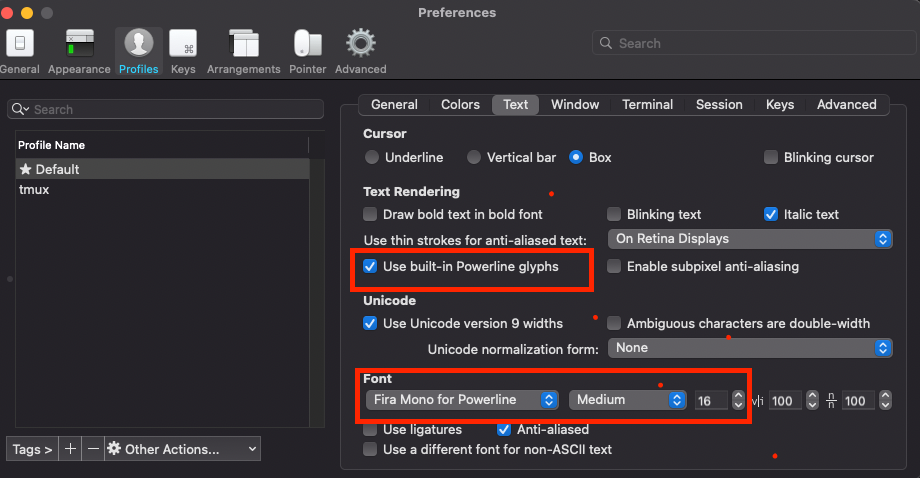 Preferences
Search
General Appearance Profiles Keys Arrangements Pointer Advanced
Search
Profile Name
★ Default
tmux
Tags > + − Other Actions...
General Colors Text Window Terminal Session Keys Advanced
Cursor
Underline Vertical bar Box Blinking cursor
Text Rendering
Draw bold text in bold font Blinking text Italic text
Use thin strokes for anti-aliased text: On Retina Displays
Use built-in Powerline glyphs Enable subpixel anti-aliasing
Unicode
Use Unicode version 9 widths Ambiguous characters are double-width
Unicode normalization form: None
Font
Fira Mono for Powerline Medium 16 v|i 100 n/n 100
Use ligatures Anti-aliased
Use a different font for non-ASCII text